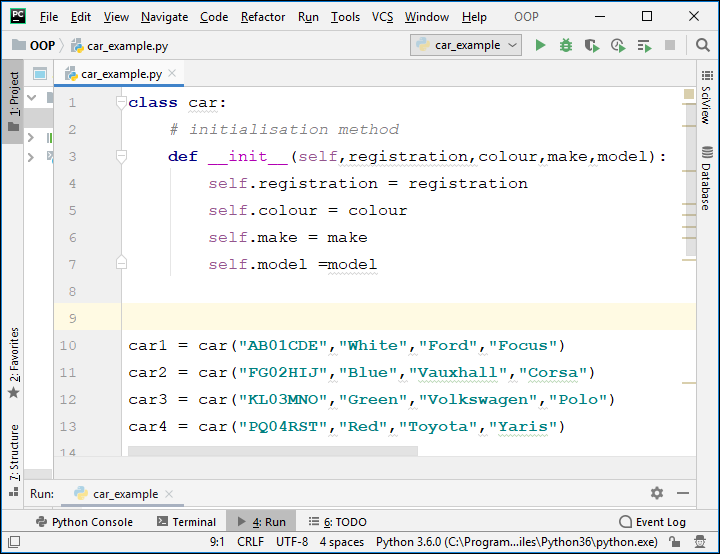 PC File Edit View Navigate Code Refactor Run Tools VCS Window Help OOP
OOP car_example.py car_example
1: Project
car_example.py
SciView
Database
1 class car:
2 # initialisation method
3 def __init__(self,registration,colour,make,model):
4 self.registration = registration
5 self.colour = colour
6 self.make = make
7 self.model =model
8
9
10 car1 = car("AB01CDE","White","Ford","Focus")
11 car2 = car("FG02HIJ","Blue","Vauxhall","Corsa")
12 car3 = car("KL03MNO","Green","Volkswagen","Polo")
13 car4 = car("PQ04RST","Red","Toyota","Yaris")
14
2: Favorites
7: Structure
Run: car_example
Python Console Terminal 4: Run 6: TODO Event Log
9:1 CRLF UTF-8 4 spaces Python 3.6.0 (C:\Program...iles\Python36\python.exe)